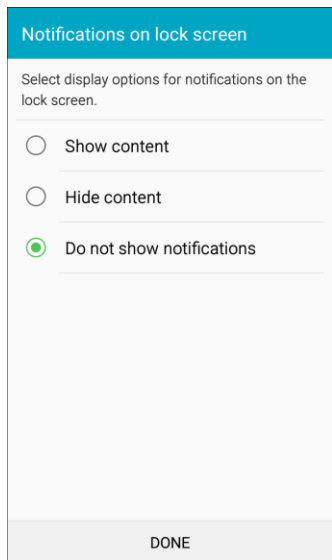 Notifications on lock screen
Select display options for notifications on the
lock screen.
Show content
Hide content
Do not show notifications
DONE